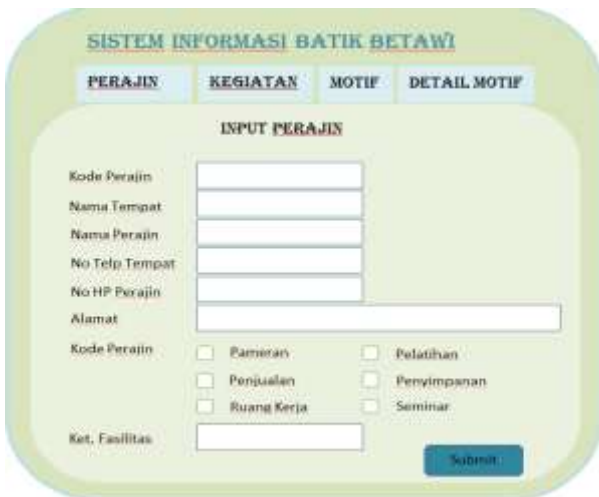 SISTEM INFORMASI BATIK BETAWI
PERAJIN KEGIATAN MOTIF DETAIL MOTIF
INPUT PERAJIN
Kode Perajin
Nama Tempat
Nama Perajin
No Telp Tempat
No HP Perajin
Alamat
Kode Perajin Pameran Pelatihan
Penjualan Penyimpanan
Ruang Kerja Seminar
Ket. Fasilitas
Submit